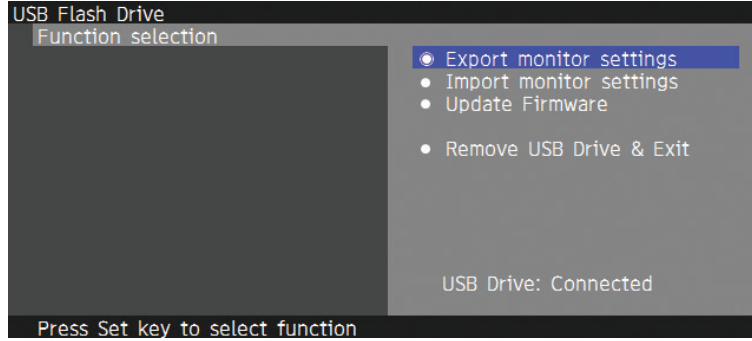 USB Flash Drive
Function selection
Export monitor settings
Import monitor settings
Update Firmware
Remove USB Drive & Exit
USB Drive: Connected
Press Set key to select function